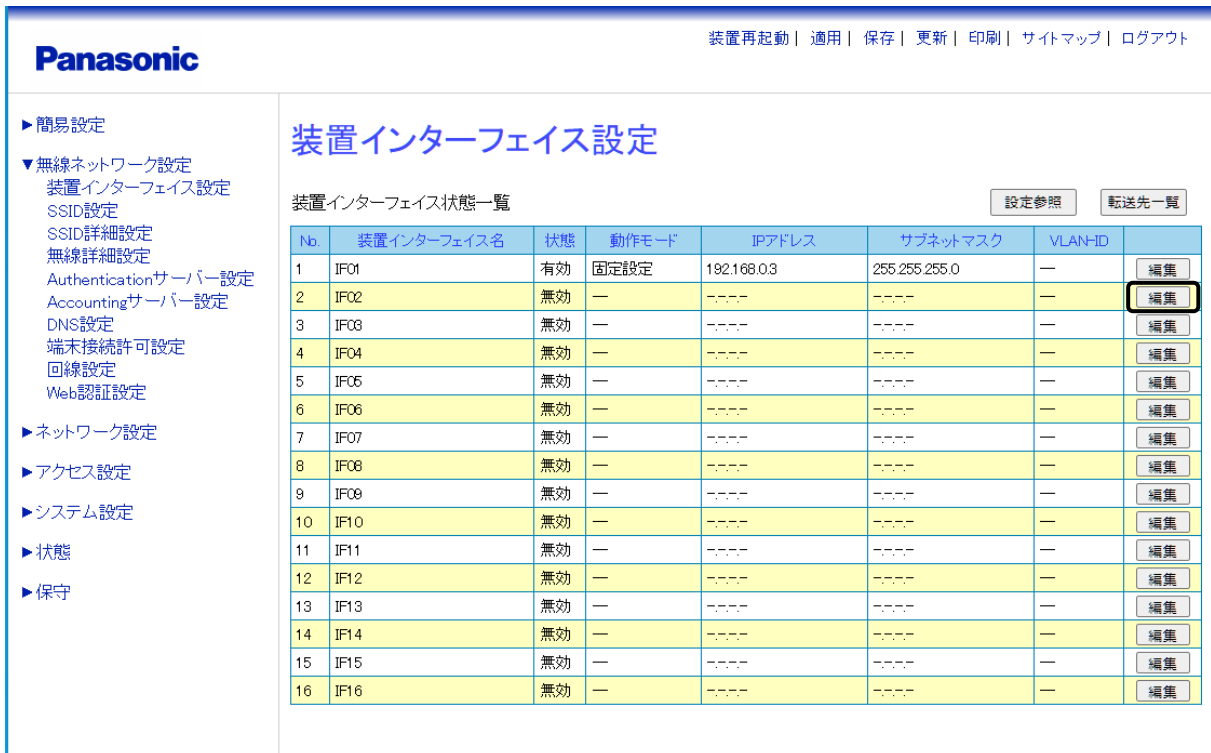 装置再起動| 適用| 保存| 更新| 印刷| サイトマップ| ログアウト
Panasonic
►簡易設定
▼無線ネットワーク設定
装置インターフェイス設定
SSID設定
SSID詳細設定
無線詳細設定
Authenticationサーバー設定
Accountingサーバー設定
DNS設定
端末接続許可設定
回線設定
Web認証設定
►ネットワーク設定
►アクセス設定
►システム設定
►状態
►保守
装置インターフェイス設定
装置インターフェイス状態一覧 設定参照 転送先一覧
No. 装置インターフェイス名 状態 動作モード IPアドレス サブネットマスク VLAN-ID
1 IF01 有効 固定設定 192.168.0.3 255.255.255.0 — 編集
2 IF02 無効 — -.-.-.- -.-.-.- — 編集
3 IF03 無効 — -.-.-.- -.-.-.- — 編集
4 IF04 無効 — -.-.-.- -.-.-.- — 編集
5 IF05 無効 — -.-.-.- -.-.-.- — 編集
6 IF06 無効 — -.-.-.- -.-.-.- — 編集
7 IF07 無効 — -.-.-.- -.-.-.- — 編集
8 IF08 無効 — -.-.-.- -.-.-.- — 編集
9 IF09 無効 — -.-.-.- -.-.-.- — 編集
10 IF10 無効 — -.-.-.- -.-.-.- — 編集
11 IF11 無効 — -.-.-.- -.-.-.- — 編集
12 IF12 無効 — -.-.-.- -.-.-.- — 編集
13 IF13 無効 — -.-.-.- -.-.-.- — 編集
14 IF14 無効 — -.-.-.- -.-.-.- — 編集
15 IF15 無効 — -.-.-.- -.-.-.- — 編集
16 IF16 無効 — -.-.-.- -.-.-.- — 編集